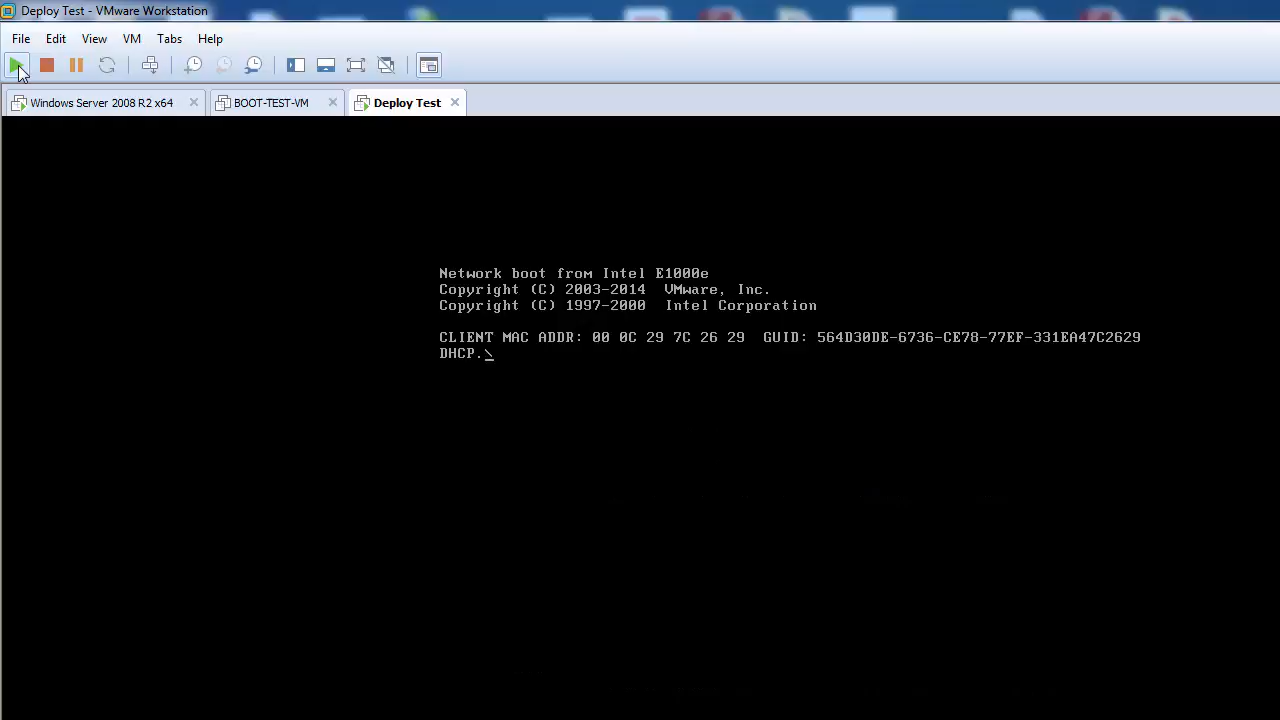 Deploy Test - VMware Workstation
File Edit View VM Tabs Help
Windows Server 2008 R2 x64 BOOT-TEST-VM Deploy Test
Network boot from Intel E1000e
Copyright (C) 2003-2014 VMware, Inc.
Copyright (C) 1997-2000 Intel Corporation
CLIENT MAC ADDR: 00 0C 29 7C 26 29 GUID: 564D30DE-6736-CE78-77EF-331EA47C2629
DHCP.\